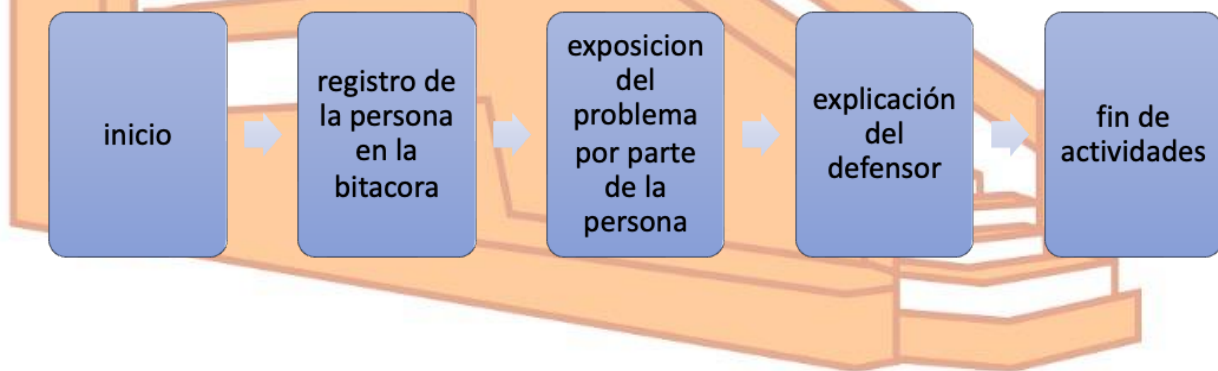 inicio
registro de
la persona
en la
bitacora
exposicion
del
problema
por parte
de la
persona
explicación
del
defensor
fin de
actividades